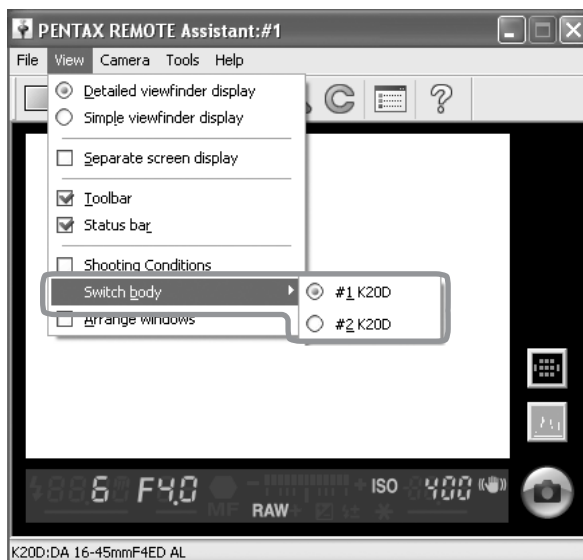 PENTAX REMOTE Assistant:#1
File View Camera Tools Help
Detailed viewfinder display
Simple viewfinder display
Separate screen display
Toolbar
Status bar
Shooting Conditions
Switch body
#1 K20D
#2 K20D
Arrange windows
6 F4.0 MF RAW ISO 400
K20D:DA 16-45mmF4ED AL